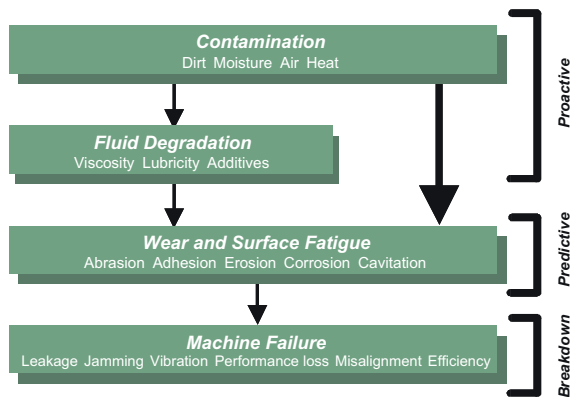 Contamination
Dirt Moisture Air Heat
Proactive
Fluid Degradation
Viscosity Lubricity Additives
Wear and Surface Fatigue
Abrasion Adhesion Erosion Corrosion Cavitation
Predictive
Machine Failure
Leakage Jamming Vibration Performance loss Misalignment Efficiency
Breakdown